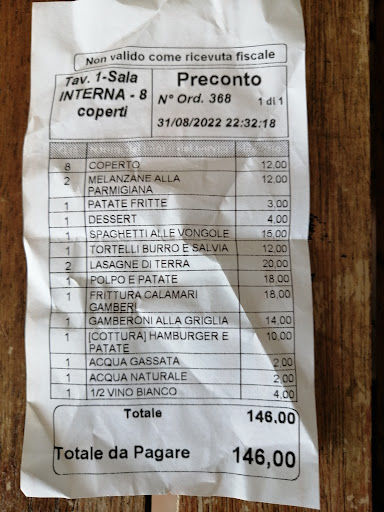 Non valido come ricevuta fiscale
Tav. 1-Sala
INTERNA - 8
coperti
Preconto
N° Ord. 368 1 di 1
31/08/2022 22:32:18
8 COPERTO 12,00
2 MELANZANE ALLA PARMIGIANA 12,00
1 PATATE FRITTE 3,00
1 DESSERT 4,00
1 SPAGHETTI ALLE VONGOLE 15,00
1 TORTELLI BURRO E SALVIA 12,00
2 LASAGNE DI TERRA 20,00
1 POLPO E PATATE 18,00
1 FRITTURA CALAMARI GAMBERI 18,00
1 GAMBERONI ALLA GRIGLIA 14,00
1 [COTTURA] HAMBURGER E PATATE 10,00
1 ACQUA GASSATA 2,00
1 ACQUA NATURALE 2,00
1 1/2 VINO BIANCO 4,00
Totale 146,00
Totale da Pagare 146,00